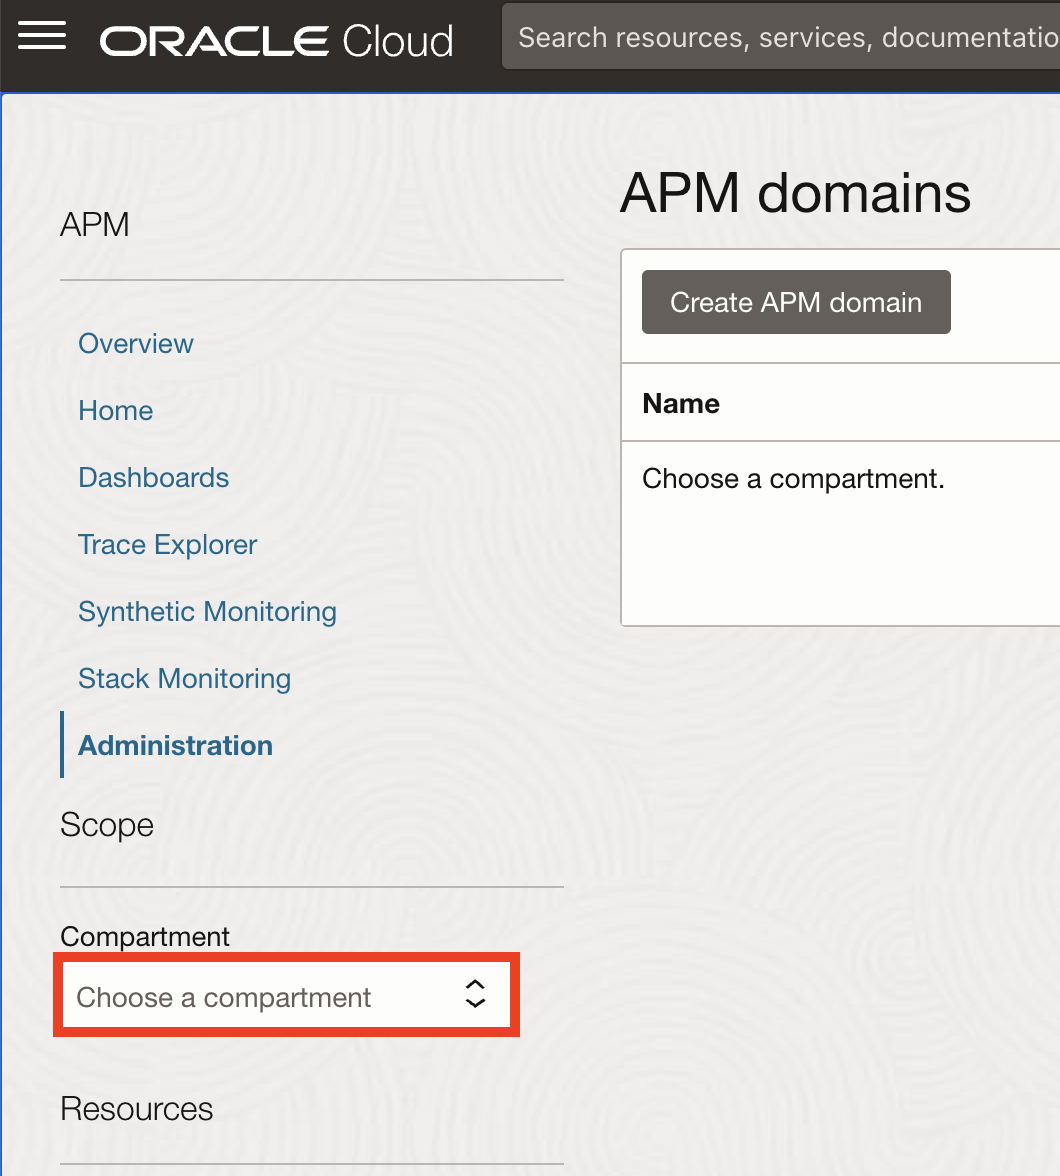 ORACLE Cloud
Search resources, services, documentatio
APM
Overview
Home
Dashboards
Trace Explorer
Synthetic Monitoring
Stack Monitoring
Administration
Scope
Compartment
Choose a compartment
Resources
APM domains
Create APM domain
Name
Choose a compartment.